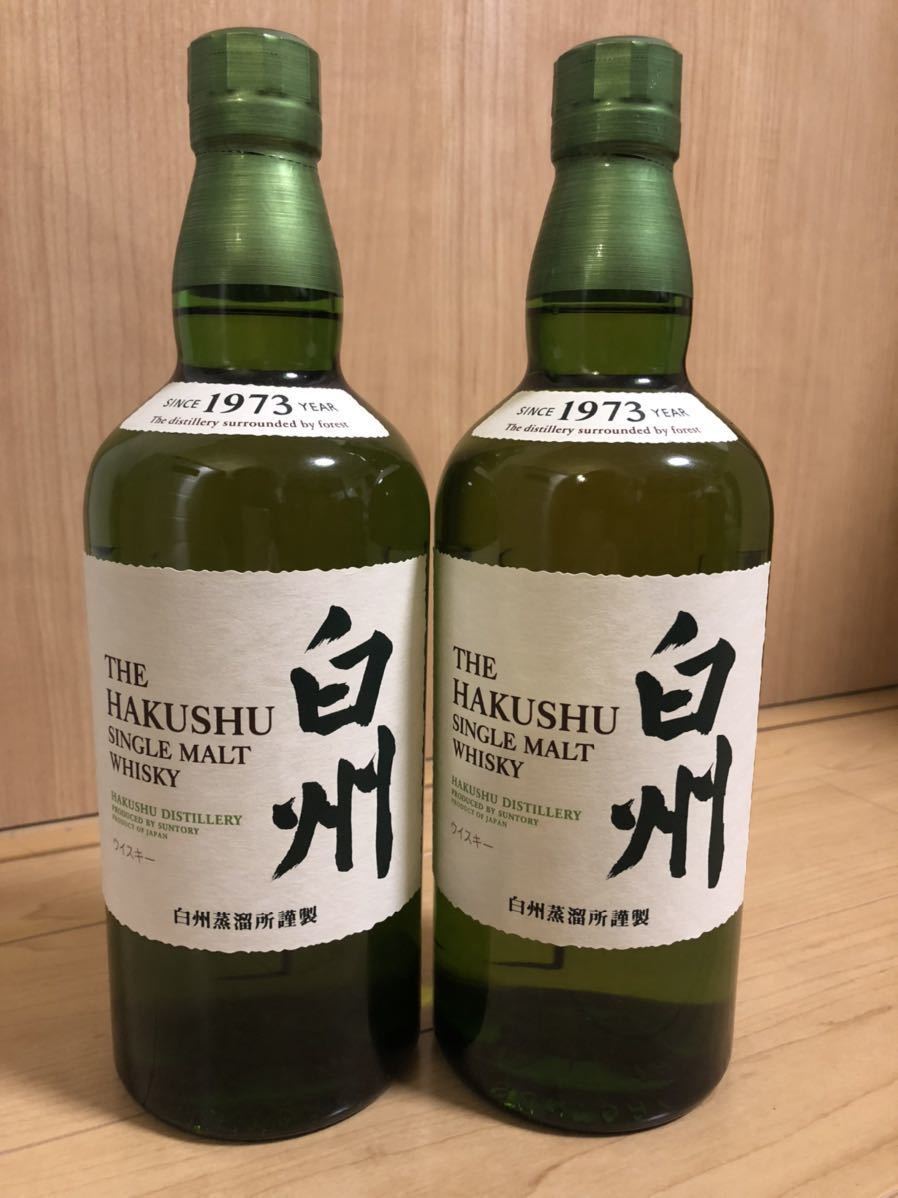 SINCE 1973 YEAR
The distillery surrounded by forest
THE
HAKUSHU
SINGLE MALT
WHISKY
HAKUSHU DISTILLERY
PRODUCED BY SUNTORY
PRODUCT OF JAPAN
ウイスキー
白州
白州蒸溜所謹製
SINCE 1973 YEAR
The distillery surrounded by forest
THE
HAKUSHU
SINGLE MALT
WHISKY
HAKUSHU DISTILLERY
PRODUCED BY SUNTORY
PRODUCT OF JAPAN
ウイスキー
白州
白州蒸溜所謹製